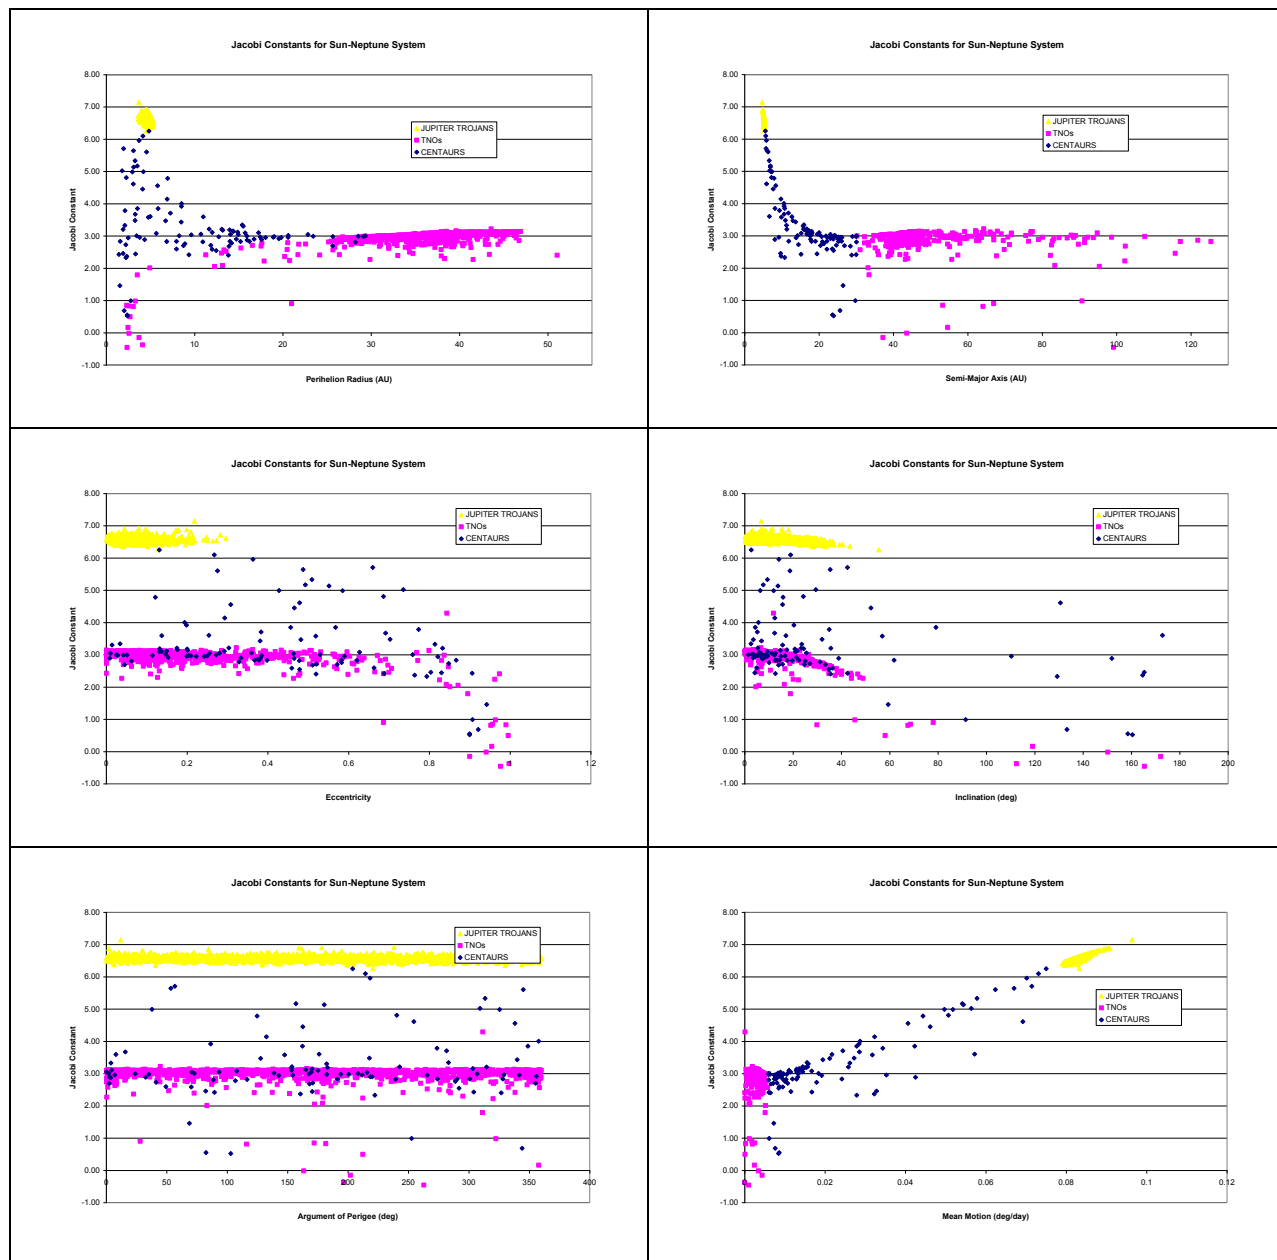 Jacobi Constants for Sun-Neptune System
8.00
7.00
6.00
5.00
4.00
3.00
2.00
1.00
0.00
-1.00
0 10 20 30 40 50
Jacobi Constant
Perihelion Radius (AU)
JUPITER TROJANS
TNOs
CENTAURS
Jacobi Constants for Sun-Neptune System
8.00
7.00
6.00
5.00
4.00
3.00
2.00
1.00
0.00
-1.00
0 20 40 60 80 100 120
Jacobi Constant
Semi-Major Axis (AU)
JUPITER TROJANS
TNOs
CENTAURS
Jacobi Constants for Sun-Neptune System
8.00
7.00
6.00
5.00
4.00
3.00
2.00
1.00
0.00
-1.00
0 0.2 0.4 0.6 0.8 1 1.2
Jacobi Constant
Eccentricity
JUPITER TROJANS
TNOs
CENTAURS
Jacobi Constants for Sun-Neptune System
8.00
7.00
6.00
5.00
4.00
3.00
2.00
1.00
0.00
-1.00
0 20 40 60 80 100 120 140 160 180 200
Jacobi Constant
Inclination (deg)
JUPITER TROJANS
TNOs
CENTAURS
Jacobi Constants for Sun-Neptune System
8.00
7.00
6.00
5.00
4.00
3.00
2.00
1.00
0.00
-1.00
0 50 100 150 200 250 300 350 400
Jacobi Constant
Argument of Perigee (deg)
JUPITER TROJANS
TNOs
CENTAURS
Jacobi Constants for Sun-Neptune System
8.00
7.00
6.00
5.00
4.00
3.00
2.00
1.00
0.00
-1.00
0 0.02 0.04 0.06 0.08 0.1 0.12
Jacobi Constant
Mean Motion (deg/day)
JUPITER TROJANS
TNOs
CENTAURS